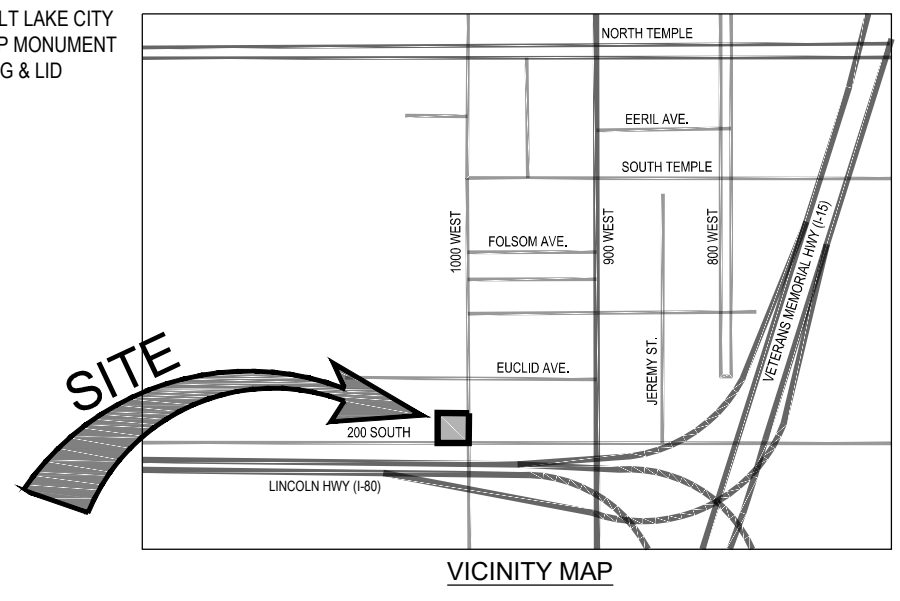 LT LAKE CITY
P MONUMENT
G & LID
NORTH TEMPLE
EERIL AVE.
SOUTH TEMPLE
1000 WEST
FOLSOM AVE.
900 WEST
800 WEST
VETERANS MEMORIAL HWY (I-15)
SITE
EUCLID AVE.
JEREMY ST.
200 SOUTH
LINCOLN HWY (I-80)
VICINITY MAP